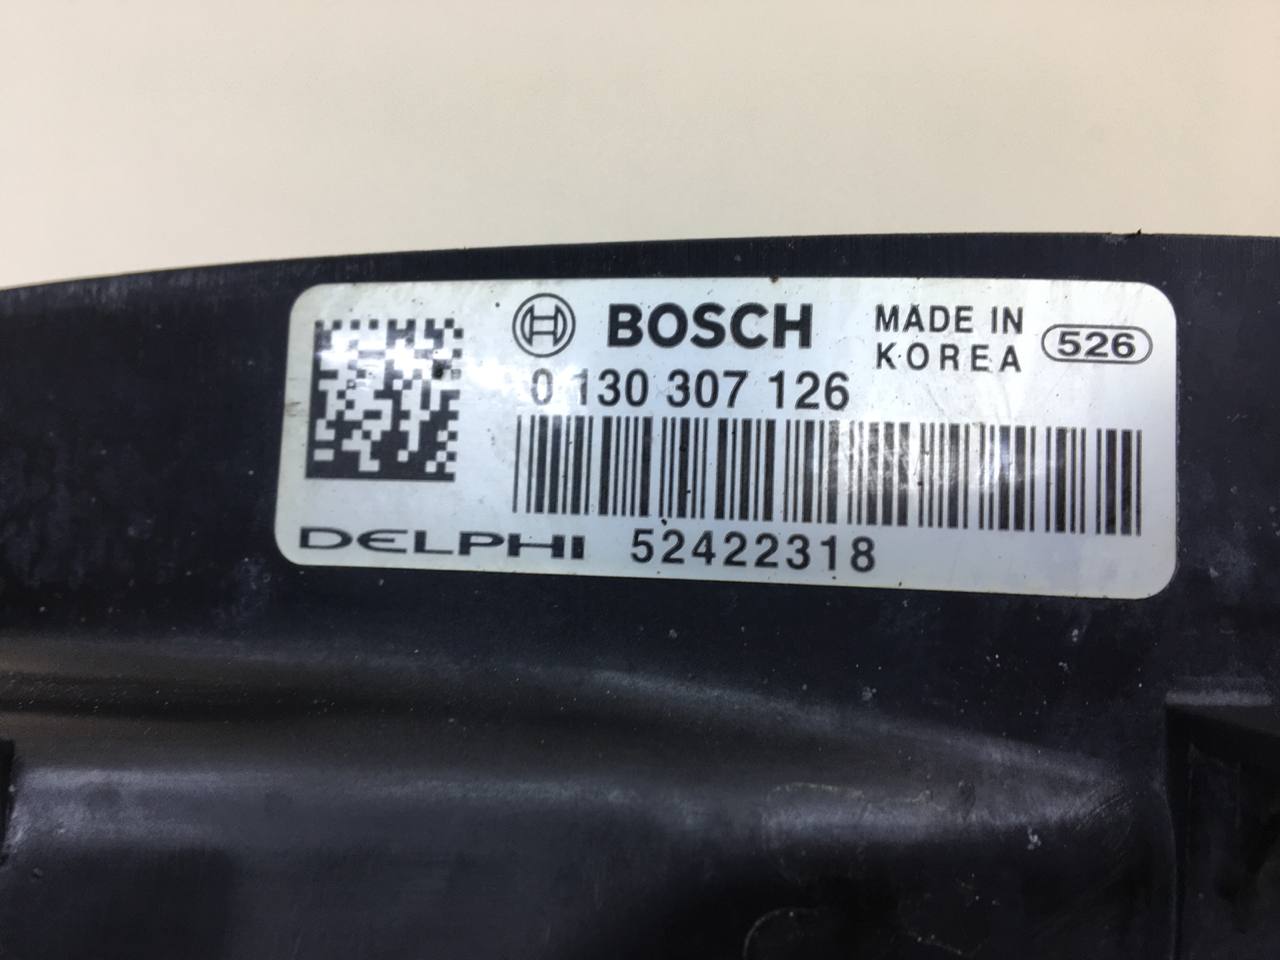 BOSCH
MADE IN
KOREA
526
0 130 307 126
DELPHI 52422318